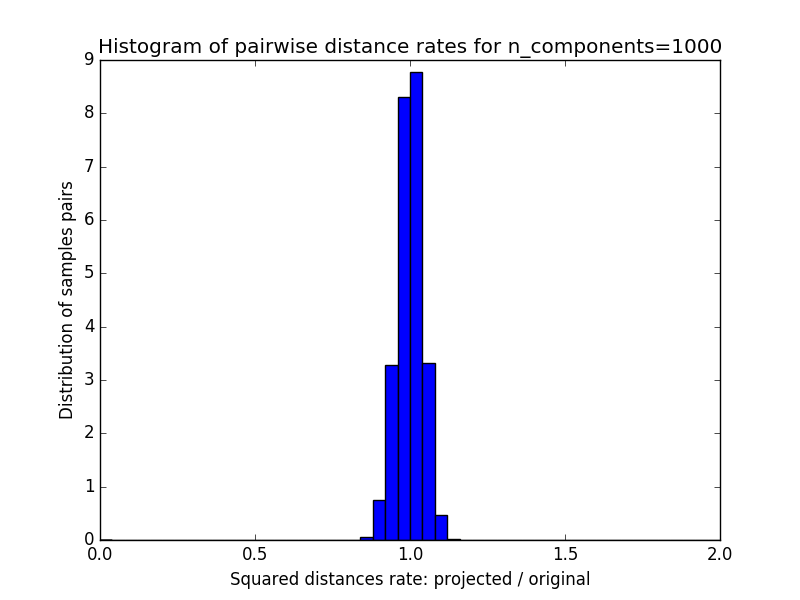 Histogram of pairwise distance rates for n_components=1000
9
8
7
6
5
4
3
2
1
0
Distribution of samples pairs
0.0 0.5 1.0 1.5 2.0
Squared distances rate: projected / original